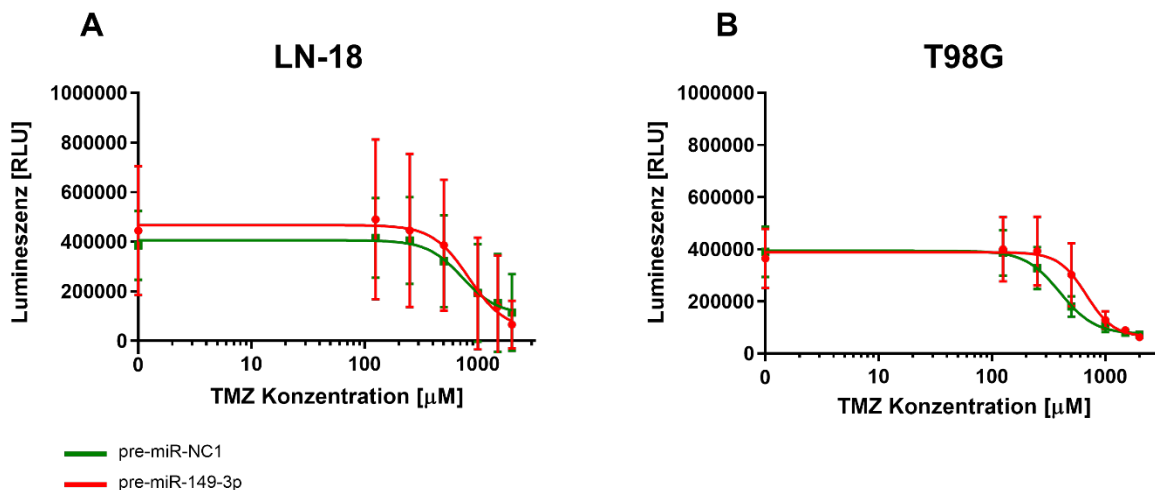 A
LN-18
1000000
800000
600000
400000
200000
0
Lumineszenz [RLU]
0
10
100
1000
TMZ Konzentration [µM]
B
T98G
1000000
800000
600000
400000
200000
0
Lumineszenz [RLU]
0
10
100
1000
TMZ Konzentration [µM]
pre-miR-NC1
pre-miR-149-3p